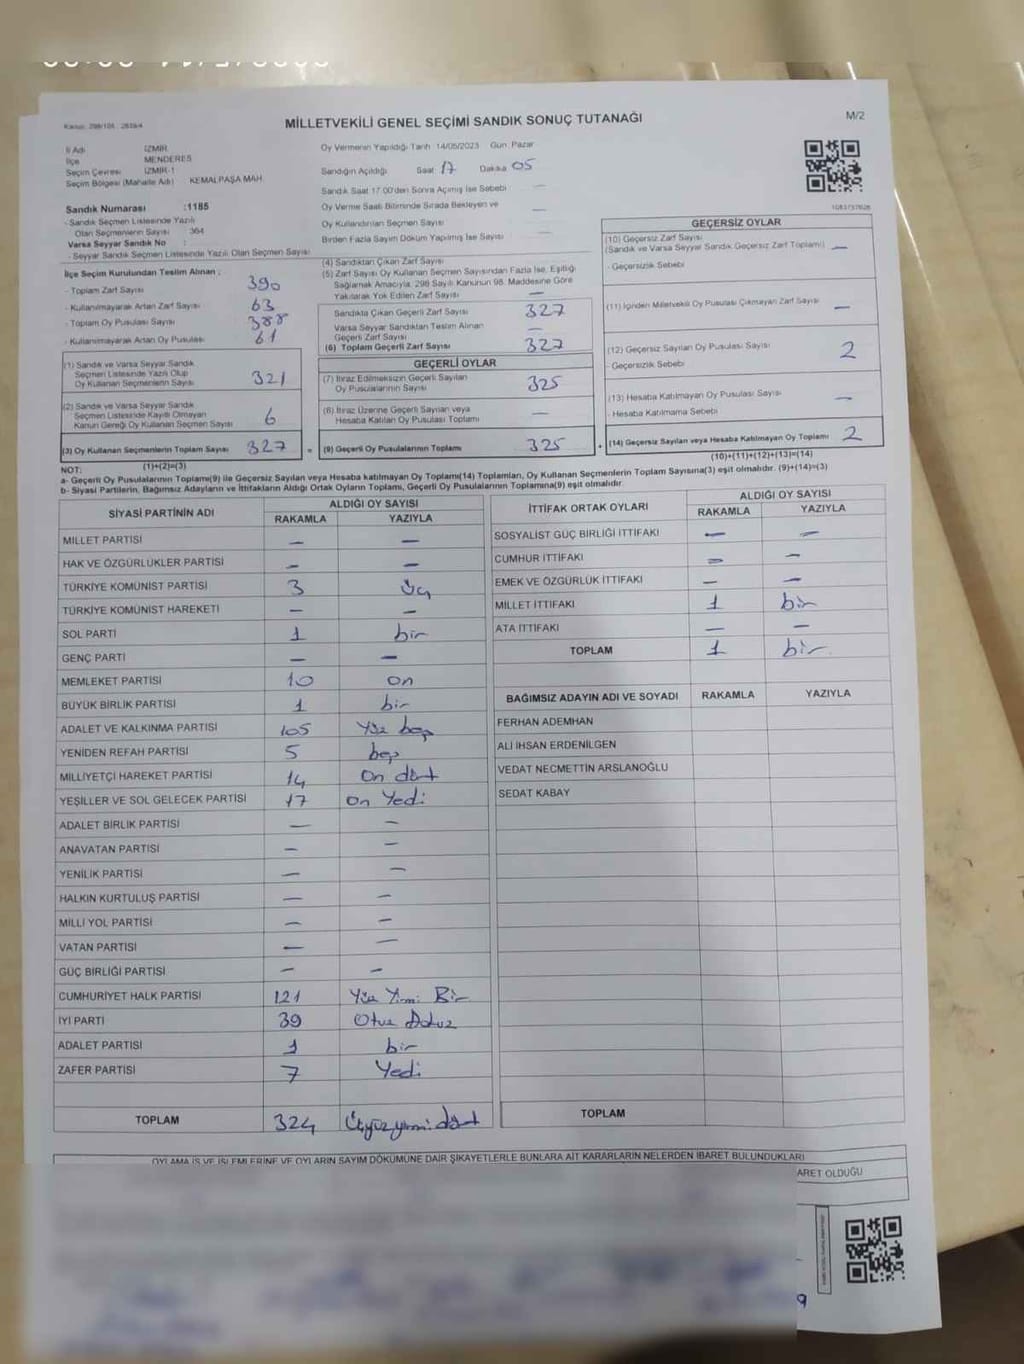 Kanun: 298/105 - 2839/4
MİLLETVEKİLİ GENEL SEÇİMİ SANDIK SONUÇ TUTANAĞI
M/2
İl Adı İZMİR
İlçe MENDERES
Seçim Çevresi İZMİR-1
Seçim Bölgesi (Mahalle Adı) KEMALPAŞA MAH.
Sandık Numarası :1185
- Sandık Seçmen Listesinde Yazılı
Olan Seçmenlerin Sayısı : 364
Varsa Seyyar Sandık No :
- Seyyar Sandık Seçmen Listesinde Yazılı Olan Seçmen Sayısı
Oy Vermenin Yapıldığı Tarih 14/05/2023 Gün Pazar
Sandığın Açıldığı Saat 17 Dakika 05
Sandık Saat 17.00'den Sonra Açılmış İse Sebebi —
Oy Verme Saati Bitiminde Sırada Bekleyen ve
Oy Kullandırılan Seçmen Sayısı —
Birden Fazla Sayım Döküm Yapılmış İse Sayısı —
1083737828
İlçe Seçim Kurulundan Teslim Alınan ;
- Toplam Zarf Sayısı 390
- Kullanılmayarak Artan Zarf Sayısı 63
- Toplam Oy Pusulası Sayısı 388
- Kullanılmayarak Artan Oy Pusulası 61
(1) Sandık ve Varsa Seyyar Sandık
Seçmen Listesinde Yazılı Olup
Oy Kullanan Seçmenlerin Sayısı 321
(2) Sandık ve Varsa Seyyar Sandık
Seçmen Listesinde Kayıtlı Olmayan
Kanun Gereği Oy Kullanan Seçmen Sayısı 6
(3) Oy Kullanan Seçmenlerin Toplam Sayısı 327
(1)+(2)=(3)
(4) Sandıktan Çıkan Zarf Sayısı
(5) Zarf Sayısı Oy Kullanan Seçmen Sayısından Fazla İse, Eşitliği
Sağlamak Amacıyla, 298 Sayılı Kanunun 98. Maddesine Göre
Yakılarak Yok Edilen Zarf Sayısı —
Sandıkta Çıkan Geçerli Zarf Sayısı 327
Varsa Seyyar Sandıktan Teslim Alınan
Geçerli Zarf Sayısı —
(6) Toplam Geçerli Zarf Sayısı 327
GEÇERLİ OYLAR
(7) İtiraz Edilmeksizin Geçerli Sayılan
Oy Pusulalarının Sayısı 325
(8) İtiraz Üzerine Geçerli Sayılan veya
Hesaba Katılan Oy Pusulası Toplamı —
= (9) Geçerli Oy Pusulalarının Toplamı 325
GEÇERSİZ OYLAR
(10) Geçersiz Zarf Sayısı
(Sandık ve Varsa Seyyar Sandık Geçersiz Zarf Toplamı) —
- Geçersizlik Sebebi
(11) İçinden Milletvekili Oy Pusulası Çıkmayan Zarf Sayısı —
(12) Geçersiz Sayılan Oy Pusulası Sayısı 2
- Geçersizlik Sebebi
(13) Hesaba Katılmayan Oy Pusulası Sayısı —
- Hesaba Katılmama Sebebi
+ (14) Geçersiz Sayılan veya Hesaba Katılmayan Oy Pusulası Toplamı 2
(10)+(11)+(12)+(13)=(14)
NOT:
a- Geçerli Oy Pusulalarının Toplamı(9) ile Geçersiz Sayılan veya Hesaba katılmayan Oy Toplamı(14) Toplamları, Oy Kullanan Seçmenlerin Toplam Sayısına(3) eşit olmalıdır. (9)+(14)=(3)
b- Siyasi Partilerin, Bağımsız Adayların ve İttifakların Aldığı Ortak Oyların Toplamı, Geçerli Oy Pusulalarının Toplamına(9) eşit olmalıdır.
SİYASİ PARTİNİN ADI ALDIĞI OY SAYISI
RAKAMLA YAZIYLA
MİLLET PARTİSİ — —
HAK VE ÖZGÜRLÜKLER PARTİSİ — —
TÜRKİYE KOMÜNİST PARTİSİ 3 üç
TÜRKİYE KOMÜNİST HAREKETİ — —
SOL PARTİ 1 bir
GENÇ PARTİ — —
MEMLEKET PARTİSİ 10 on
BÜYÜK BİRLİK PARTİSİ 1 bir
ADALET VE KALKINMA PARTİSİ 105 Yüz beş
YENİDEN REFAH PARTİSİ 5 beş
MİLLİYETÇİ HAREKET PARTİSİ 14 On dört
YEŞİLLER VE SOL GELECEK PARTİSİ 17 On Yedi
ADALET BİRLİK PARTİSİ — —
ANAVATAN PARTİSİ — —
YENİLİK PARTİSİ — —
HALKIN KURTULUŞ PARTİSİ — —
MİLLİ YOL PARTİSİ — —
VATAN PARTİSİ — —
GÜÇ BİRLİĞİ PARTİSİ — —
CUMHURİYET HALK PARTİSİ 121 Yüz Yirmi Bir
İYİ PARTİ 39 Otuz Dokuz
ADALET PARTİSİ 1 bir
ZAFER PARTİSİ 7 Yedi
TOPLAM 324 Üçyüzyirmi dört
İTTİFAK ORTAK OYLARI ALDIĞI OY SAYISI
RAKAMLA YAZIYLA
SOSYALİST GÜÇ BİRLİĞİ İTTİFAKI — —
CUMHUR İTTİFAKI — —
EMEK VE ÖZGÜRLÜK İTTİFAKI — —
MİLLET İTTİFAKI 1 bir
ATA İTTİFAKI — —
TOPLAM 1 bir
BAĞIMSIZ ADAYIN ADI VE SOYADI RAKAMLA YAZIYLA
FERHAN ADEMHAN
ALİ İHSAN ERDENİLGEN
VEDAT NECMETTİN ARSLANOĞLU
SEDAT KABAY
TOPLAM
OYLAMA İŞ VE İŞLEMLERİNE VE OYLARIN SAYIM DÖKÜMÜNE DAİR ŞİKAYETLERLE BUNLARA AİT KARARLARIN NELERDEN İBARET BULUNDUKLARI
ARET OLDUĞU